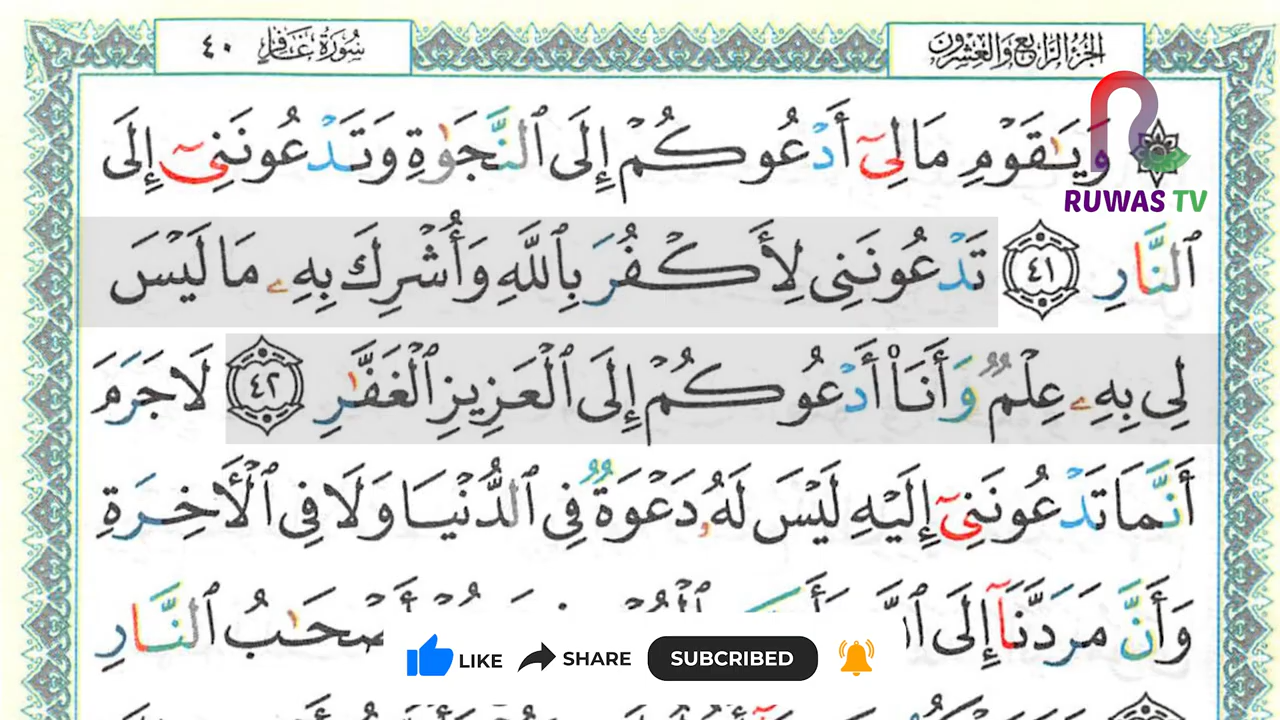 الجزء الرابع والعشرون
سورة غافر ٤٠
وَيَٰقَوْمِ مَا لِىٓ أَدْعُوكُمْ إِلَى ٱلنَّجَوٰةِ وَتَدْعُونَنِىٓ إِلَى
ٱلنَّارِ ٤١ تَدْعُونَنِى لِأَكْفُرَ بِٱللَّهِ وَأُشْرِكَ بِهِۦ مَا لَيْسَ
لِى بِهِۦ عِلْمٌ وَأَنَا۠ أَدْعُوكُمْ إِلَى ٱلْعَزِيزِ ٱلْغَفَّٰرِ ٤٢ لَا جَرَمَ
أَنَّمَا تَدْعُونَنِىٓ إِلَيْهِ لَيْسَ لَهُۥ دَعْوَةٌ فِى ٱلدُّنْيَا وَلَا فِى ٱلْأَخِرَةِ
وَأَنَّ مَرَدَّنَآ إِلَى أَصْحَٰبُ ٱلنَّارِ
RUWAS TV
LIKE SHARE SUBCRIBED